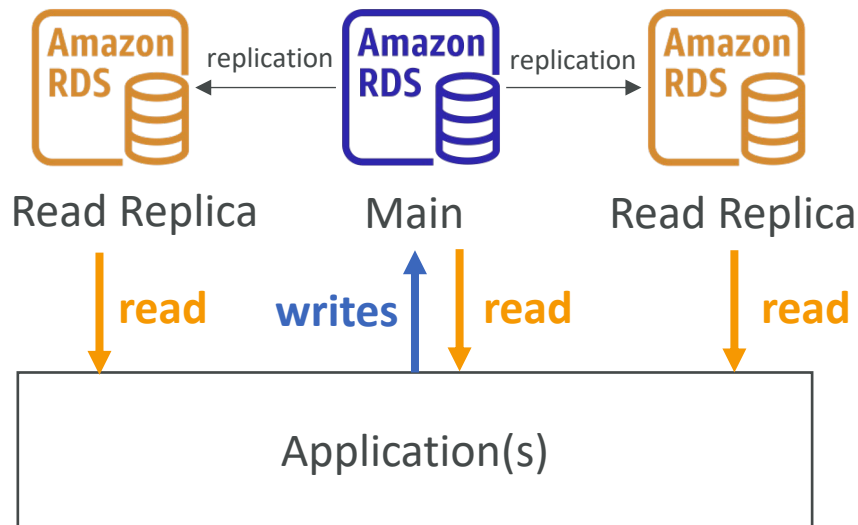 Amazon
RDS
replication
Amazon
RDS
replication
Amazon
RDS
Read Replica
Main
Read Replica
read
writes
read
read
Application(s)